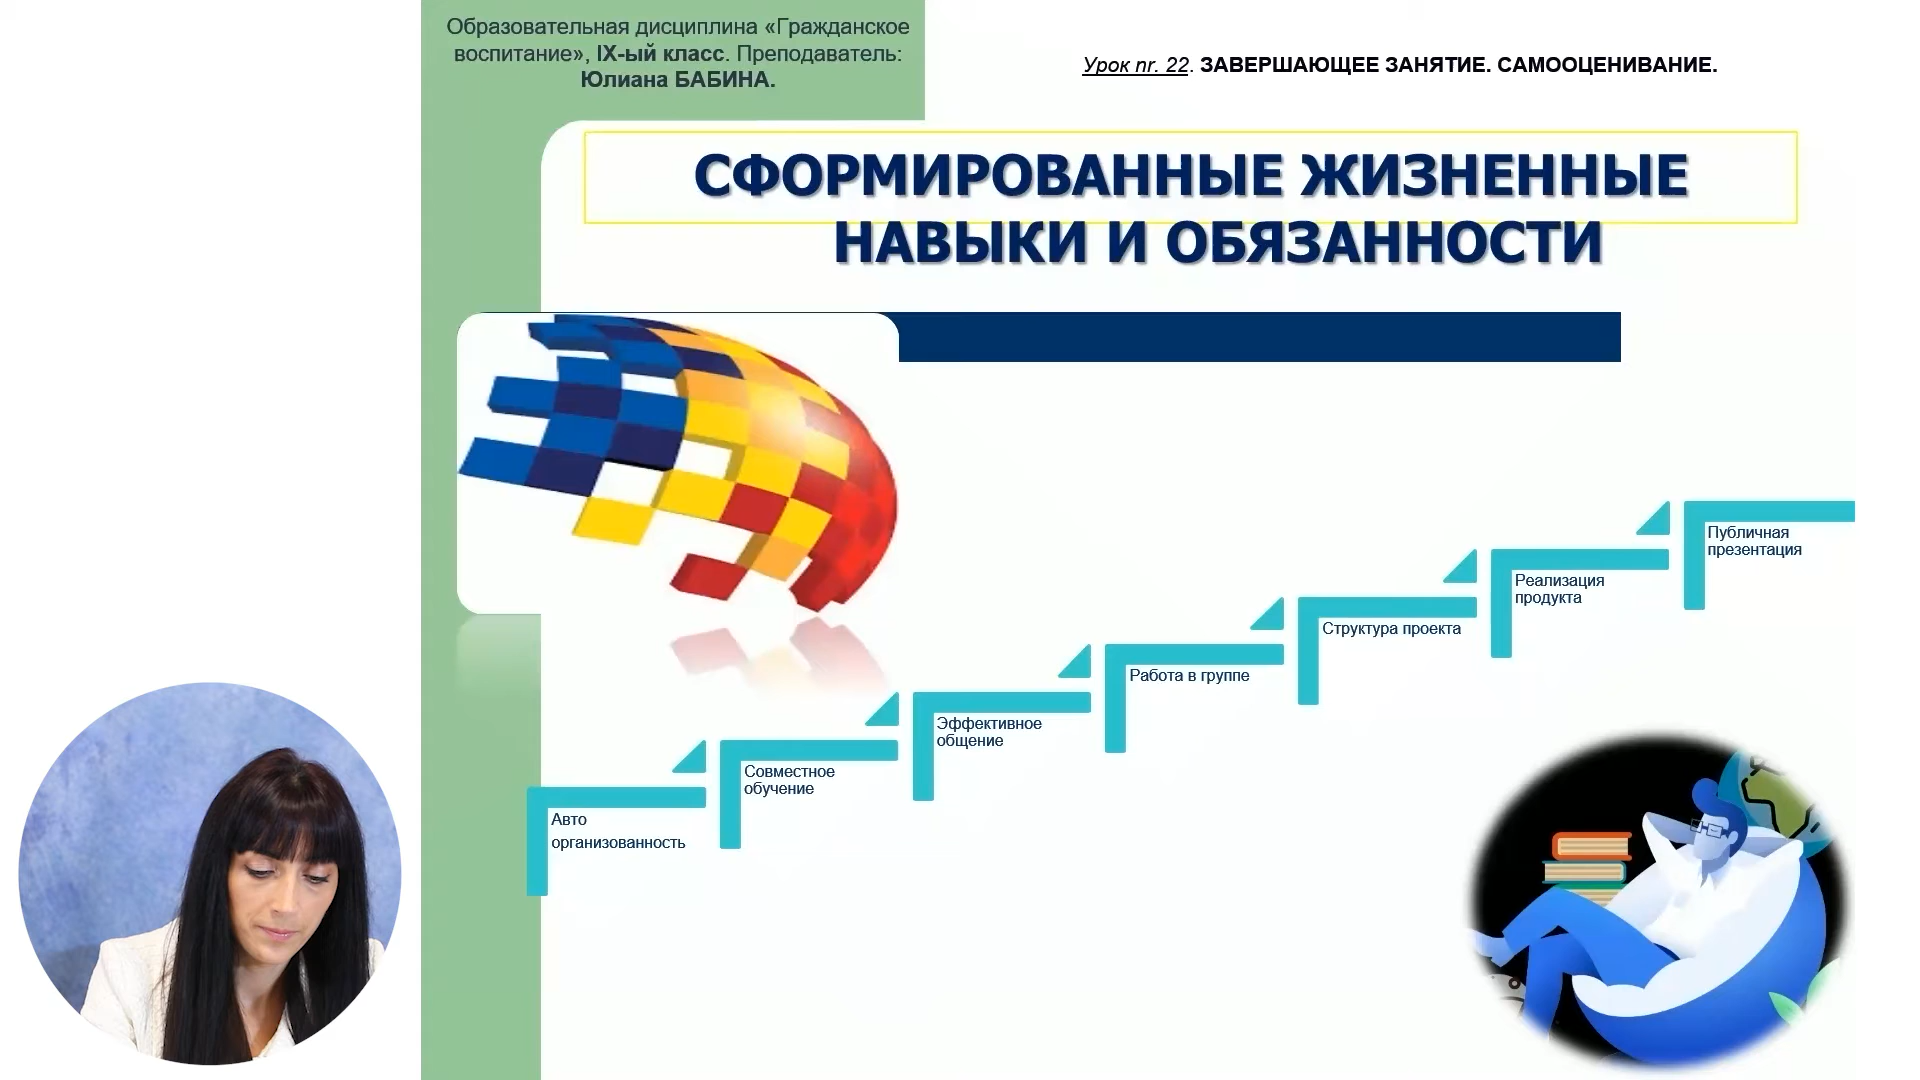 Образовательная дисциплина «Гражданское
воспитание», IX-ый класс. Преподаватель:
Юлиана БАБИНА.
Урок nr. 22. ЗАВЕРШАЮЩЕЕ ЗАНЯТИЕ. САМООЦЕНИВАНИЕ.
СФОРМИРОВАННЫЕ ЖИЗНЕННЫЕ
НАВЫКИ И ОБЯЗАННОСТИ
Авто
организованность
Совместное
обучение
Эффективное
общение
Работа в группе
Структура проекта
Реализация
продукта
Публичная
презентация